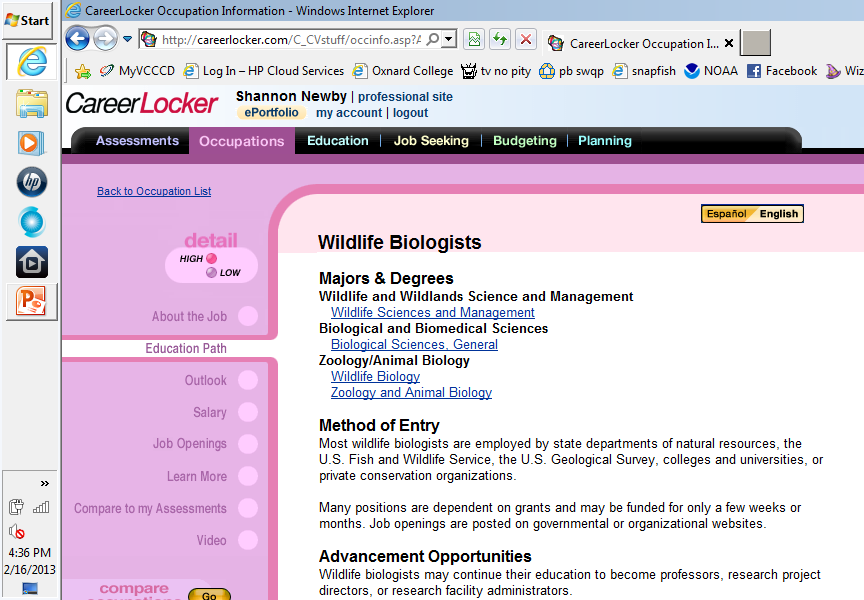 CareerLocker Occupation Information - Windows Internet Explorer
Start
http://careerlocker.com/C_CVstuff/occinfo.asp?
CareerLocker Occupation I...
MyVCCCD Log In – HP Cloud Services Oxnard College tv no pity pb swqp snapfish NOAA Facebook Wiz
CareerLocker
Shannon Newby | professional site
ePortfolio my account | logout
Assessments Occupations Education | Job Seeking | Budgeting | Planning
Back to Occupation List
Español English
detail
HIGH
LOW
About the Job
Education Path
Outlook
Salary
Job Openings
Learn More
Compare to my Assessments
Video
compare
Go
Wildlife Biologists
Majors & Degrees
Wildlife and Wildlands Science and Management
Wildlife Sciences and Management
Biological and Biomedical Sciences
Biological Sciences, General
Zoology/Animal Biology
Wildlife Biology
Zoology and Animal Biology
Method of Entry
Most wildlife biologists are employed by state departments of natural resources, the
U.S. Fish and Wildlife Service, the U.S. Geological Survey, colleges and universities, or
private conservation organizations.
Many positions are dependent on grants and may be funded for only a few weeks or
months. Job openings are posted on governmental or organizational websites.
Advancement Opportunities
Wildlife biologists may continue their education to become professors, research project
directors, or research facility administrators.
hp
P
»
4:36 PM
2/16/2013